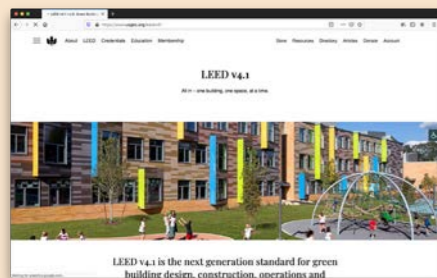 About LEED Credentials Education Membership
Store Resources Directory Articles Donate Account
LEED v4.1
All in – one building, one space, at a time.
LEED v4.1 is the next generation standard for green
building design, construction, operations and